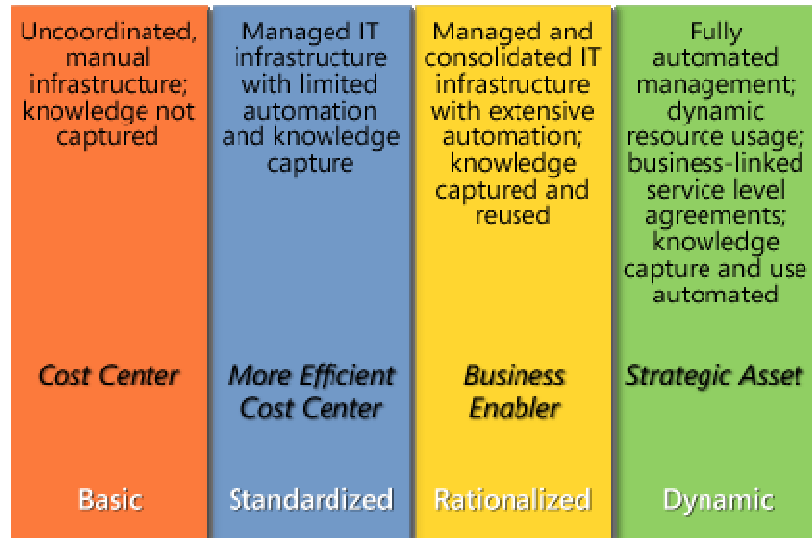 Uncoordinated,
manual
infrastructure;
knowledge not
captured
Cost Center
Basic
Managed IT
infrastructure
with limited
automation
and knowledge
capture
More Efficient
Cost Center
Standardized
Managed and
consolidated IT
infrastructure
with extensive
automation;
knowledge
captured and
reused
Business
Enabler
Rationalized
Fully
automated
management;
dynamic
resource usage;
business-linked
service level
agreements;
knowledge
capture and use
automated
Strategic Asset
Dynamic